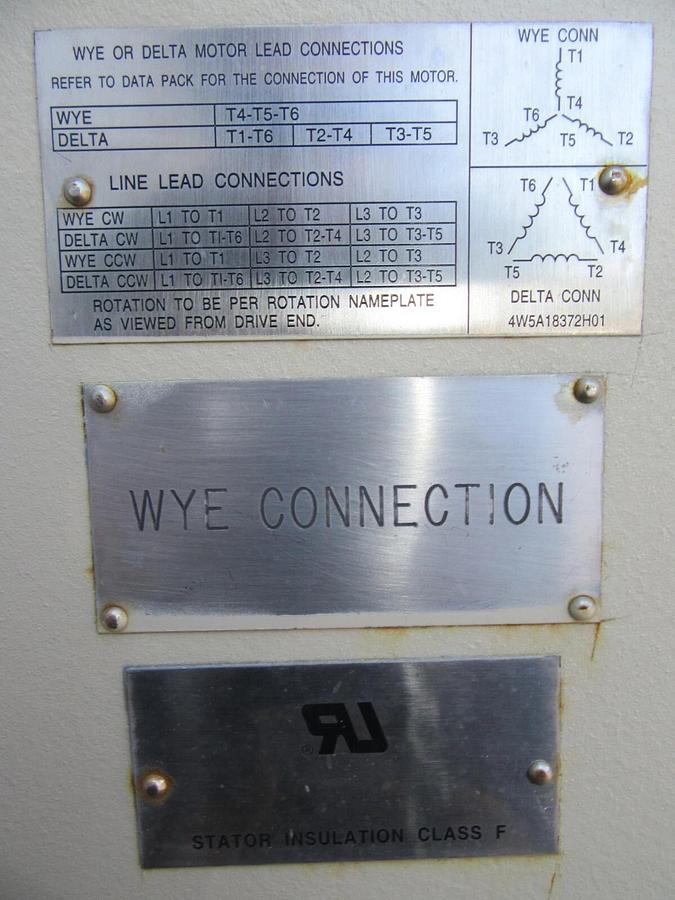 WYE OR DELTA MOTOR LEAD CONNECTIONS
REFER TO DATA PACK FOR THE CONNECTION OF THIS MOTOR.
WYE T4-T5-T6
DELTA T1-T6 T2-T4 T3-T5
LINE LEAD CONNECTIONS
WYE CW L1 TO T1 L2 TO T2 L3 TO T3
DELTA CW L1 TO T1-T6 L2 TO T2-T4 L3 TO T3-T5
WYE CCW L1 TO T1 L3 TO T2 L2 TO T3
DELTA CCW L1 TO T1-T6 L3 TO T2-T4 L2 TO T3-T5
ROTATION TO BE PER ROTATION NAMEPLATE
AS VIEWED FROM DRIVE END.
WYE CONN
T1
T6 T4
T3 T5 T2
T6 T1
T3 T4
T5 T2
DELTA CONN
4W5A18372H01
WYE CONNECTION
RU®
STATOR INSULATION CLASS F